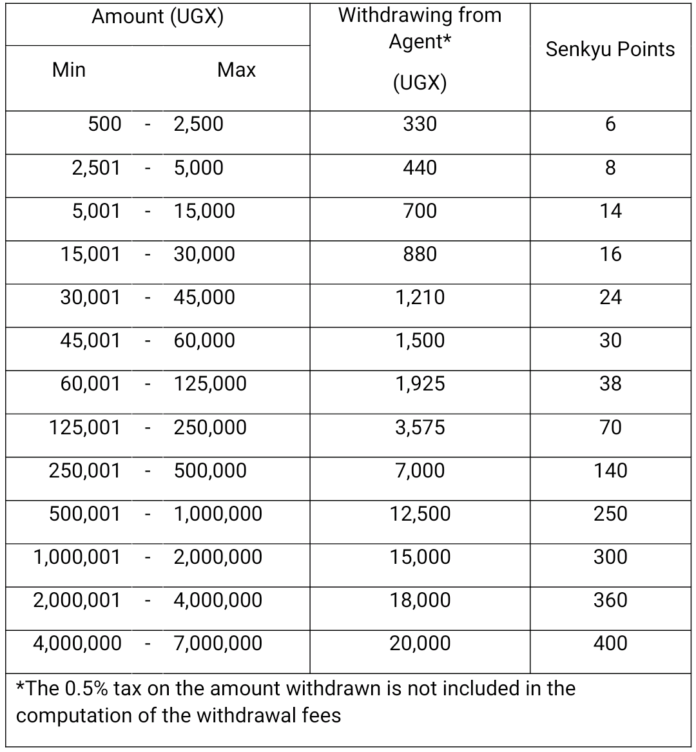 Amount (UGX)
Withdrawing from
Agent*
(UGX)
Senkyu Points
Min Max
500 - 2,500 330 6
2,501 - 5,000 440 8
5,001 - 15,000 700 14
15,001 - 30,000 880 16
30,001 - 45,000 1,210 24
45,001 - 60,000 1,500 30
60,001 - 125,000 1,925 38
125,001 - 250,000 3,575 70
250,001 - 500,000 7,000 140
500,001 - 1,000,000 12,500 250
1,000,001 - 2,000,000 15,000 300
2,000,001 - 4,000,000 18,000 360
4,000,000 - 7,000,000 20,000 400
*The 0.5% tax on the amount withdrawn is not included in the
computation of the withdrawal fees